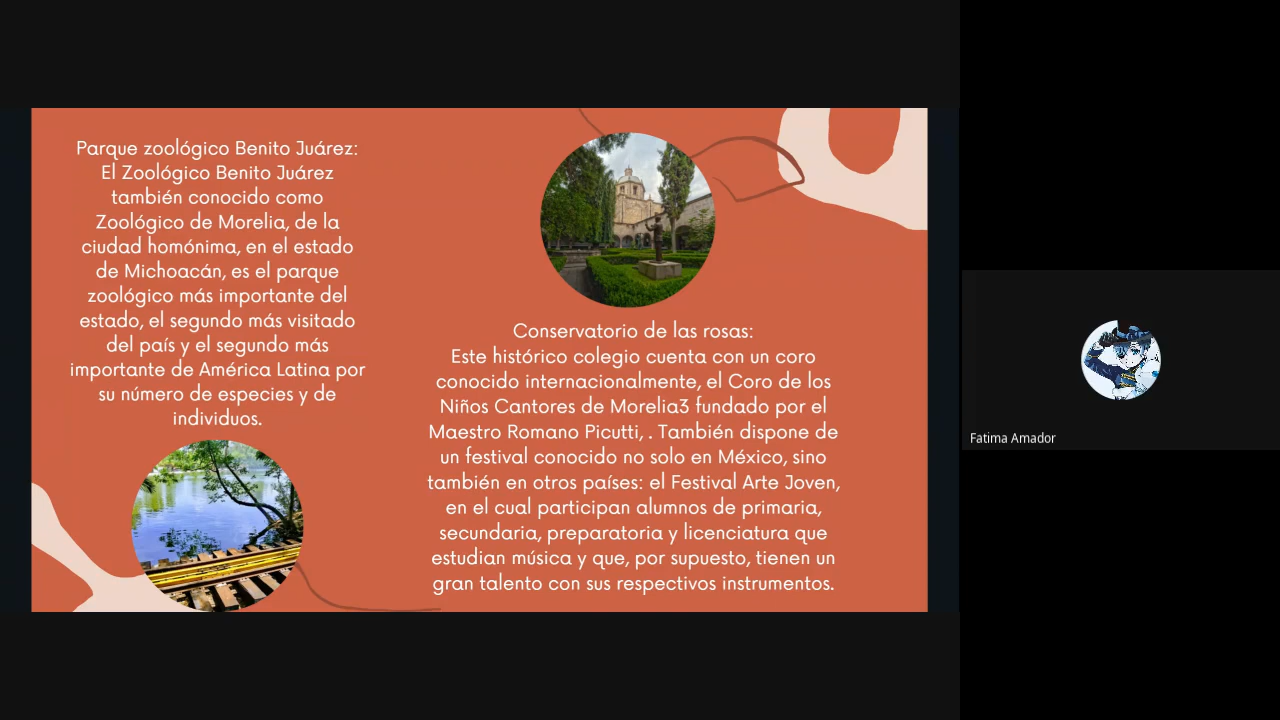 Parque zoológico Benito Juárez:
El Zoológico Benito Juárez
también conocido como
Zoológico de Morelia, de la
ciudad homónima, en el estado
de Michoacán, es el parque
zoológico más importante del
estado, el segundo más visitado
del país y el segundo más
importante de América Latina por
su número de especies y de
individuos.
Conservatorio de las rosas:
Este histórico colegio cuenta con un coro
conocido internacionalmente, el Coro de los
Niños Cantores de Morelia3 fundado por el
Maestro Romano Picutti, . También dispone de
un festival conocido no solo en México, sino
también en otros países: el Festival Arte Joven,
en el cual participan alumnos de primaria,
secundaria, preparatoria y licenciatura que
estudian música y que, por supuesto, tienen un
gran talento con sus respectivos instrumentos.
Fatima Amador